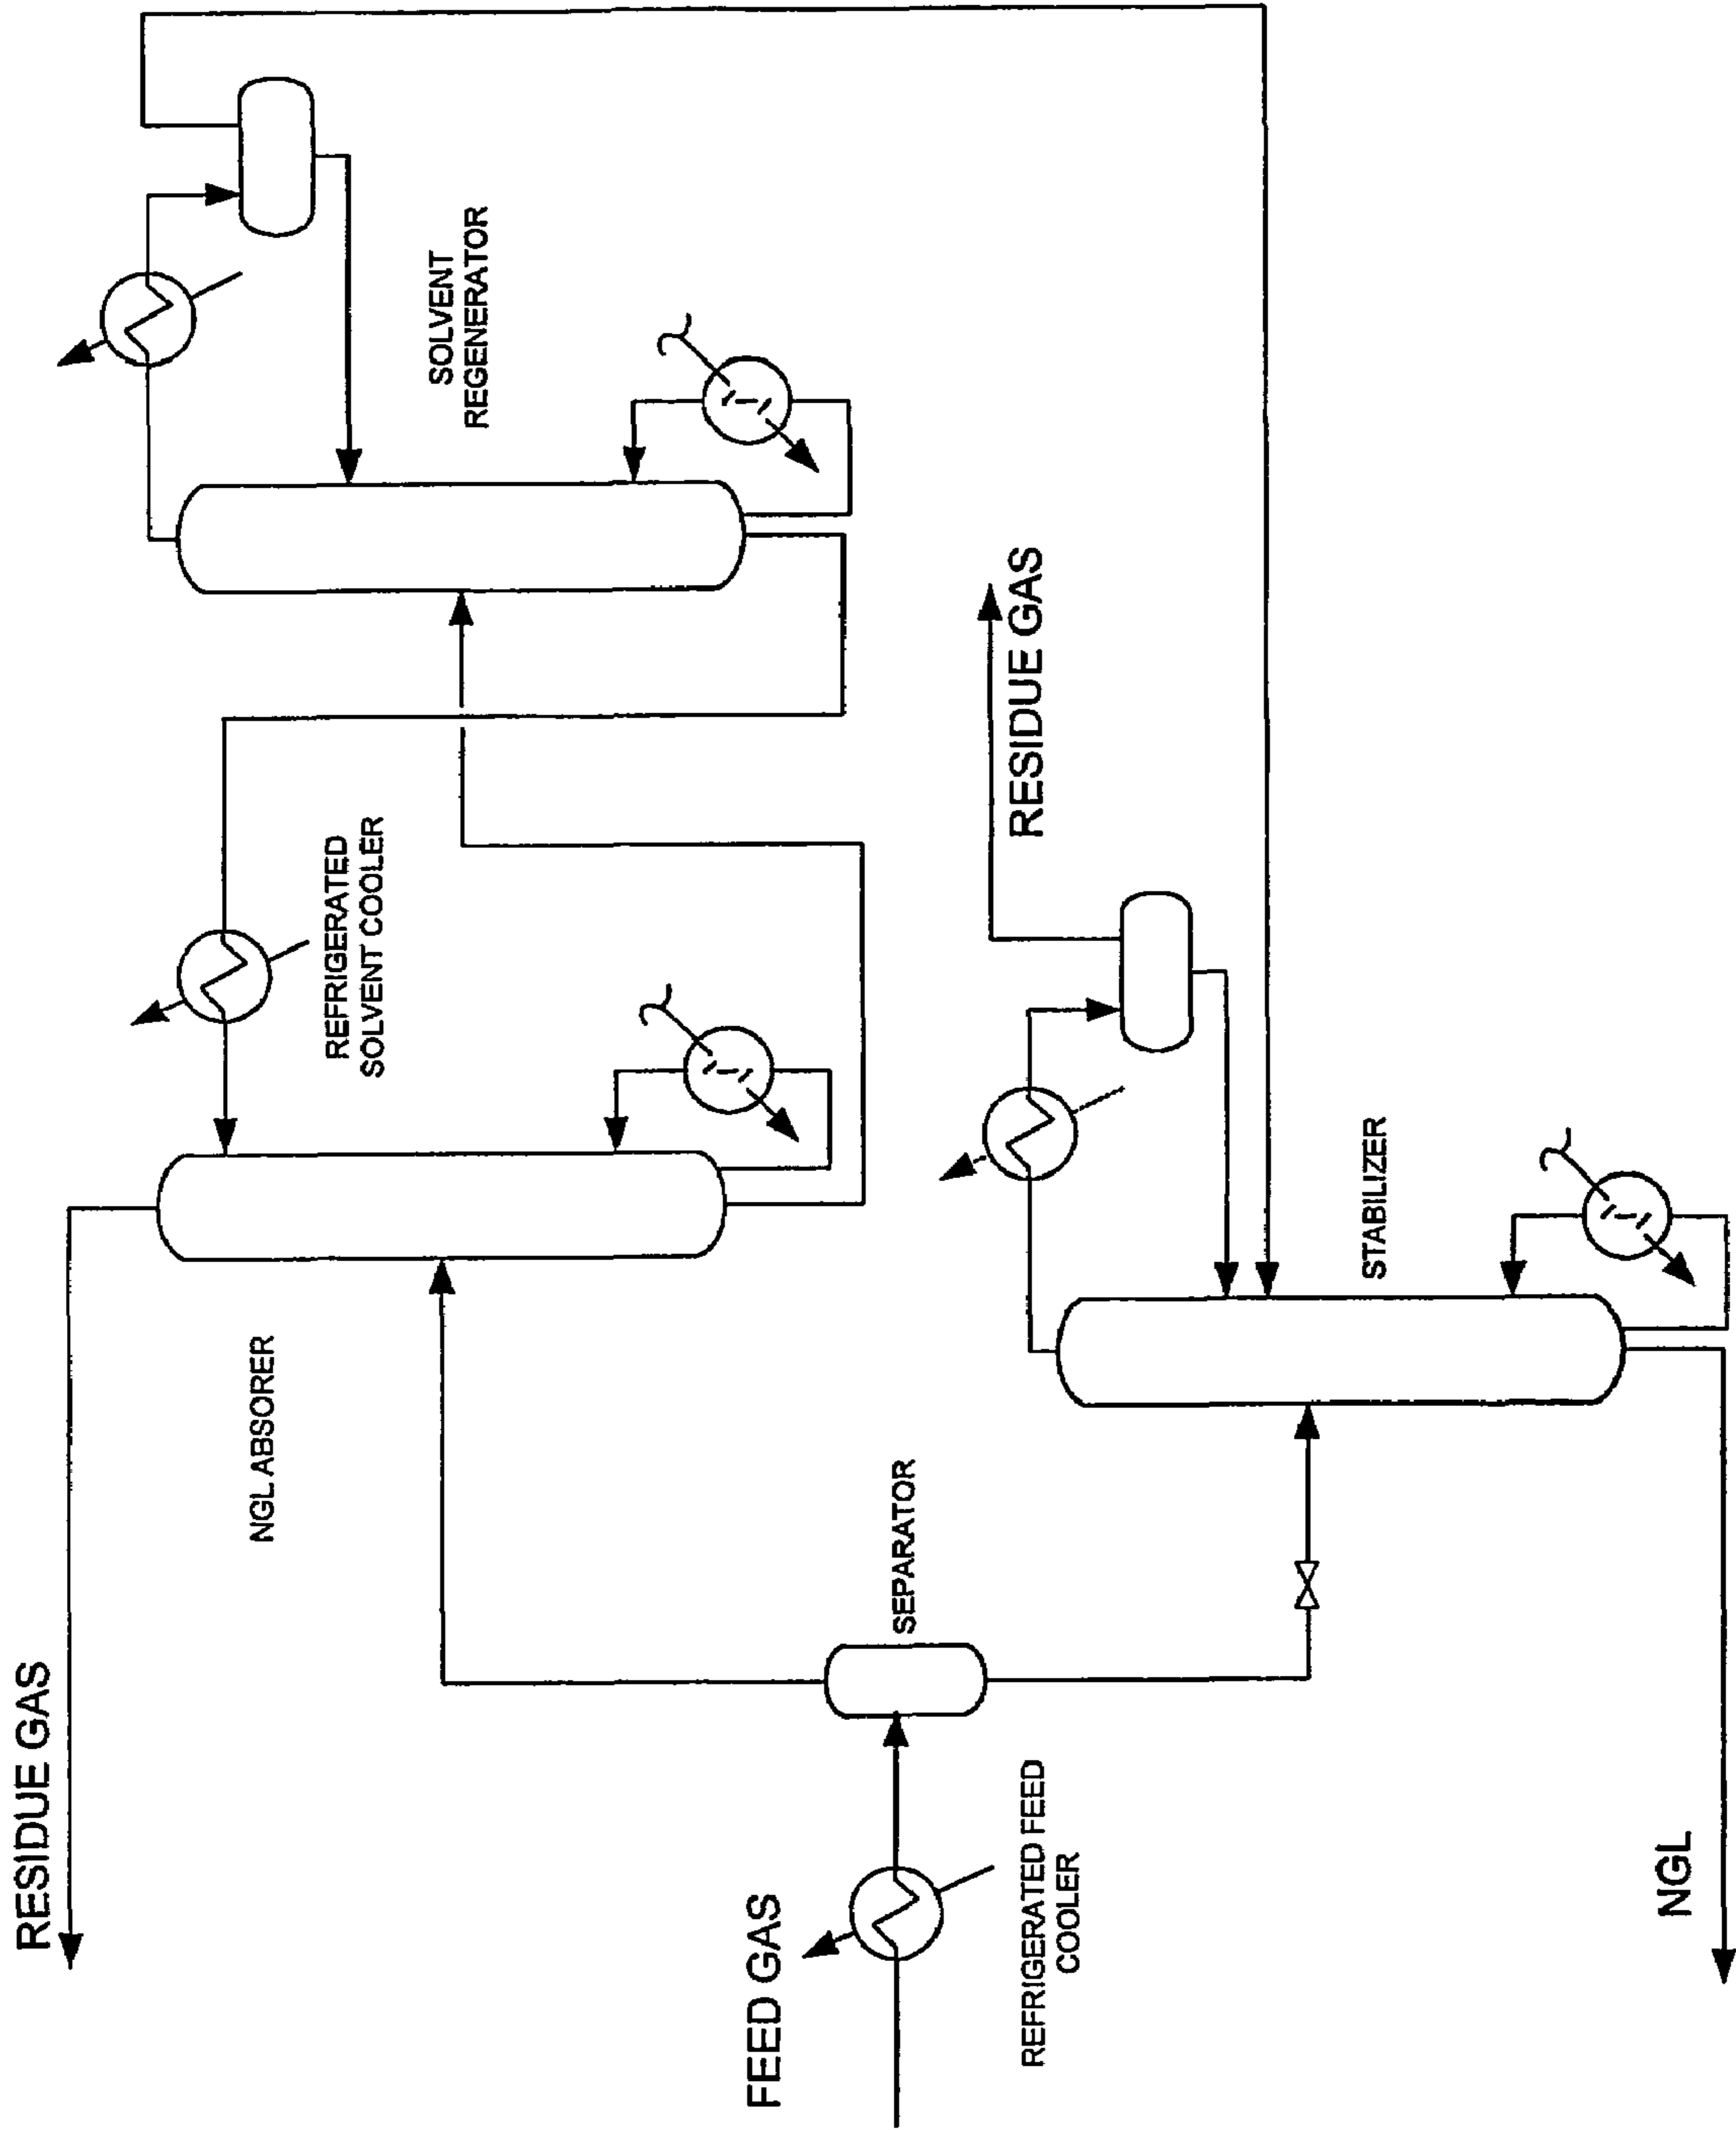 RESIDUE GAS
NGL ABSORER
REFRIGERATED
SOLVENT COOLER
SOLVENT
REGENERATOR
FEED GAS
REFRIGERATED FEED
COOLER
SEPARATOR
RESIDUE GAS
STABILIZER
NGL